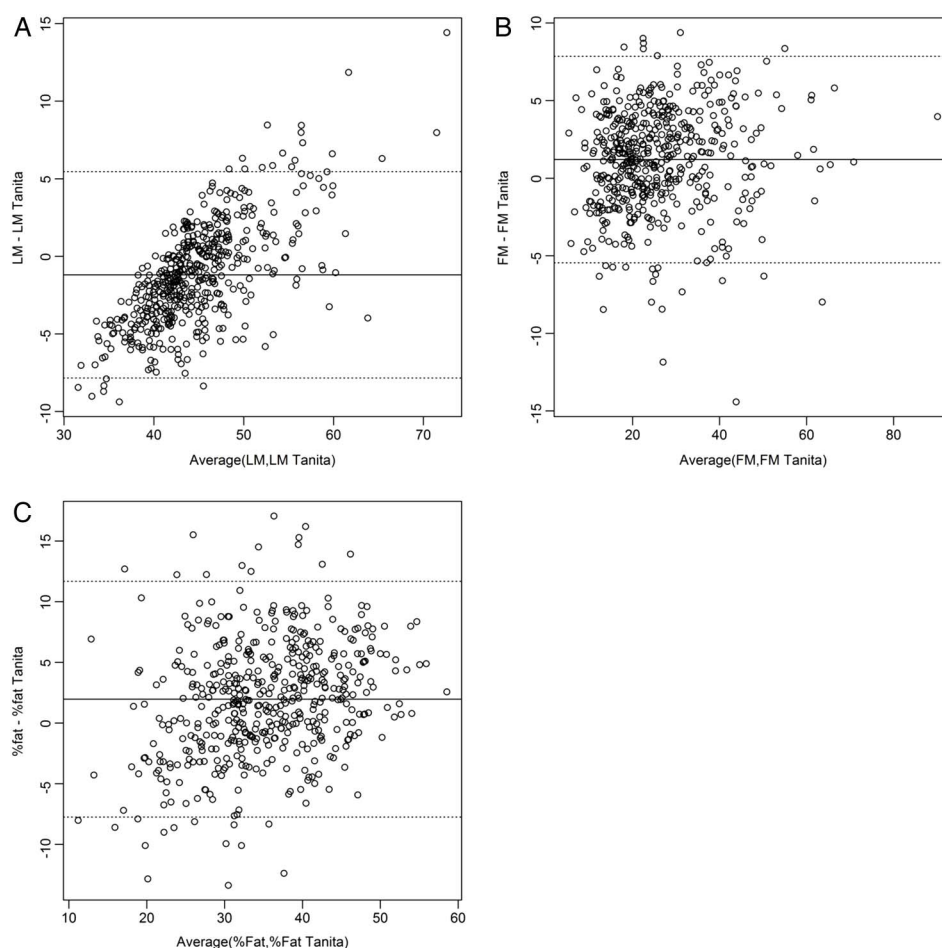 A
15
10
5
0
-5
-10
LM - LM Tanita
30 40 50 60 70
Average(LM,LM Tanita)
B
10
5
0
-5
-10
-15
FM - FM Tanita
20 40 60 80
Average(FM,FM Tanita)
C
15
10
5
0
-5
-10
%fat - %fat Tanita
10 20 30 40 50 60
Average(%Fat,%Fat Tanita)